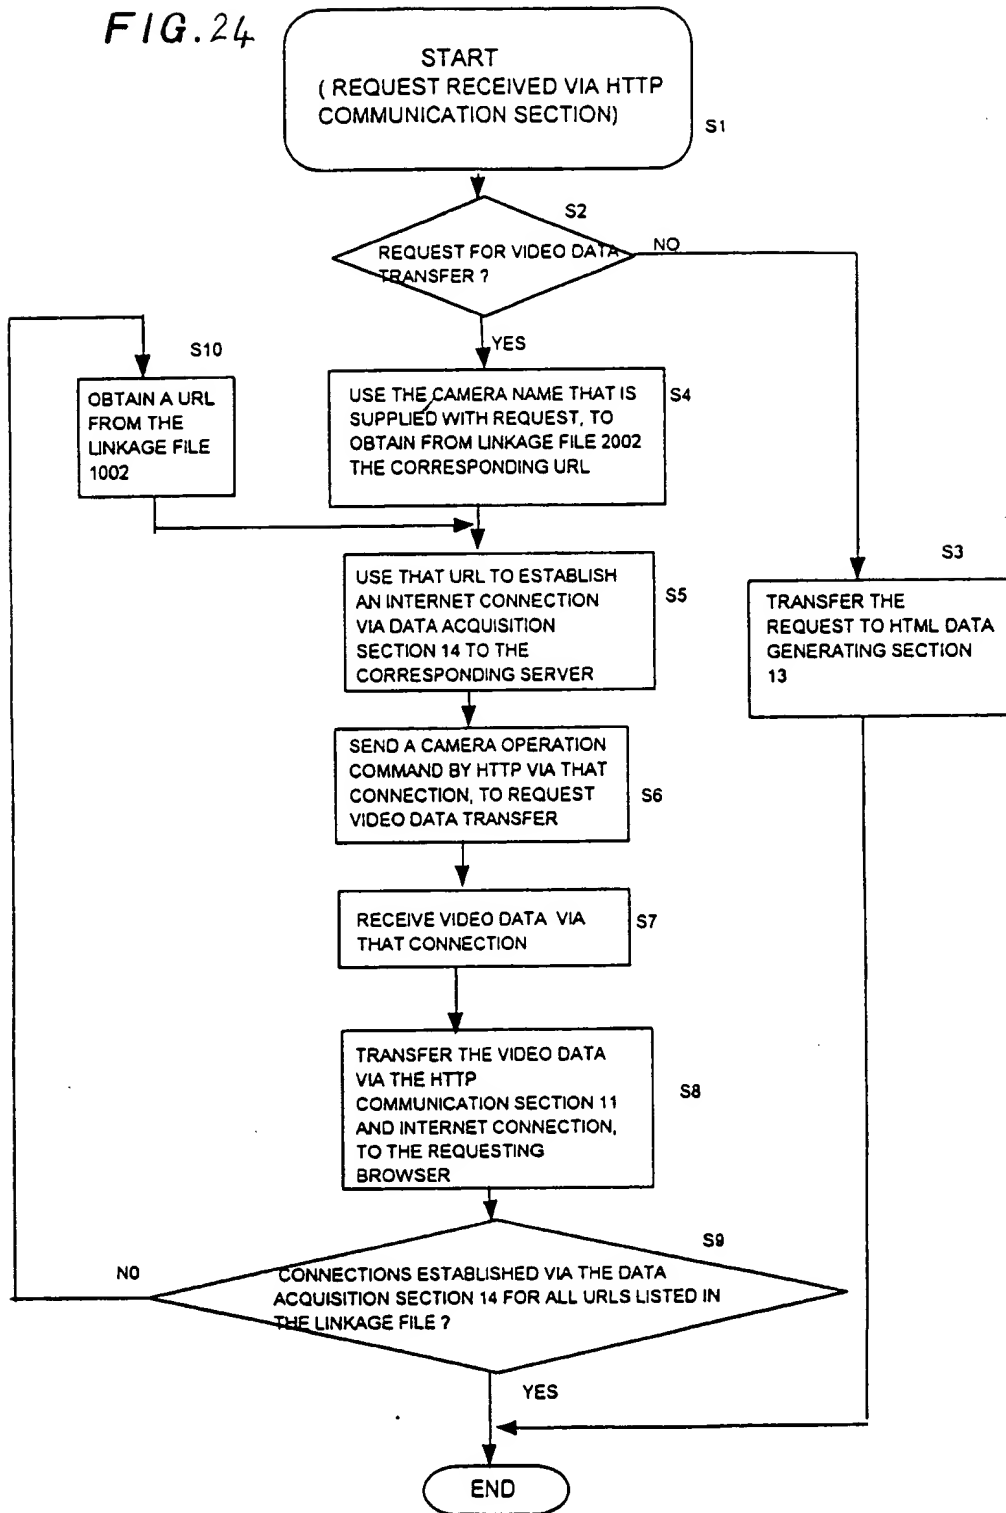 FIG.24
START
( REQUEST RECEIVED VIA HTTP
COMMUNICATION SECTION)
S1
S2
REQUEST FOR VIDEO DATA
TRANSFER ?
NO
YES
S10
OBTAIN A URL
FROM THE
LINKAGE FILE
1002
USE THE CAMERA NAME THAT IS
SUPPLIED WITH REQUEST, TO
OBTAIN FROM LINKAGE FILE 2002
THE CORRESPONDING URL
S4
USE THAT URL TO ESTABLISH
AN INTERNET CONNECTION
VIA DATA ACQUISITION
SECTION 14 TO THE
CORRESPONDING SERVER
S5
S3
TRANSFER THE
REQUEST TO HTML DATA
GENERATING SECTION
13
SEND A CAMERA OPERATION
COMMAND BY HTTP VIA THAT
CONNECTION, TO REQUEST
VIDEO DATA TRANSFER
S6
RECEIVE VIDEO DATA VIA
THAT CONNECTION
S7
TRANSFER THE VIDEO DATA
VIA THE HTTP
COMMUNICATION SECTION 11
AND INTERNET CONNECTION,
TO THE REQUESTING
BROWSER
S8
S9
NO
CONNECTIONS ESTABLISHED VIA THE DATA
ACQUISITION SECTION 14 FOR ALL URLS LISTED IN
THE LINKAGE FILE ?
YES
END